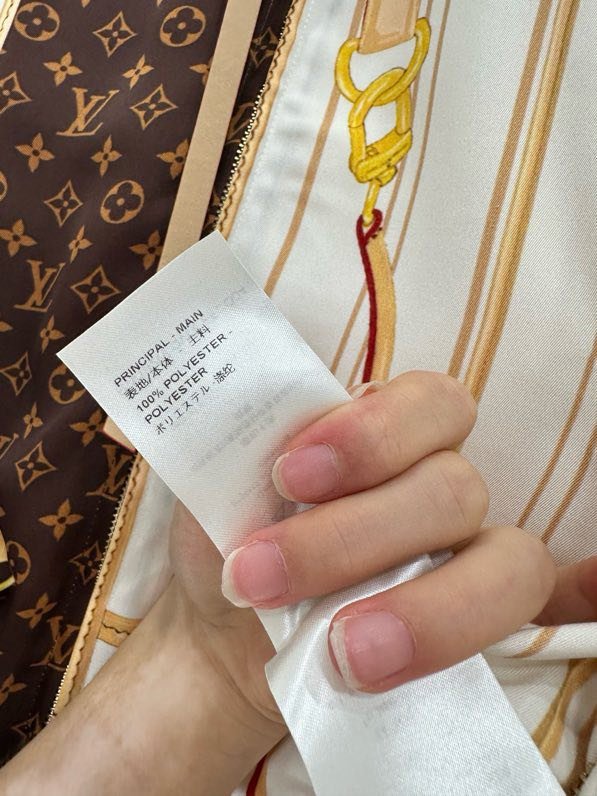 PRINCIPAL - MAIN
表地/本体 主料
100% POLYESTER -
POLYESTER
ポリエステル -涤纶
LV